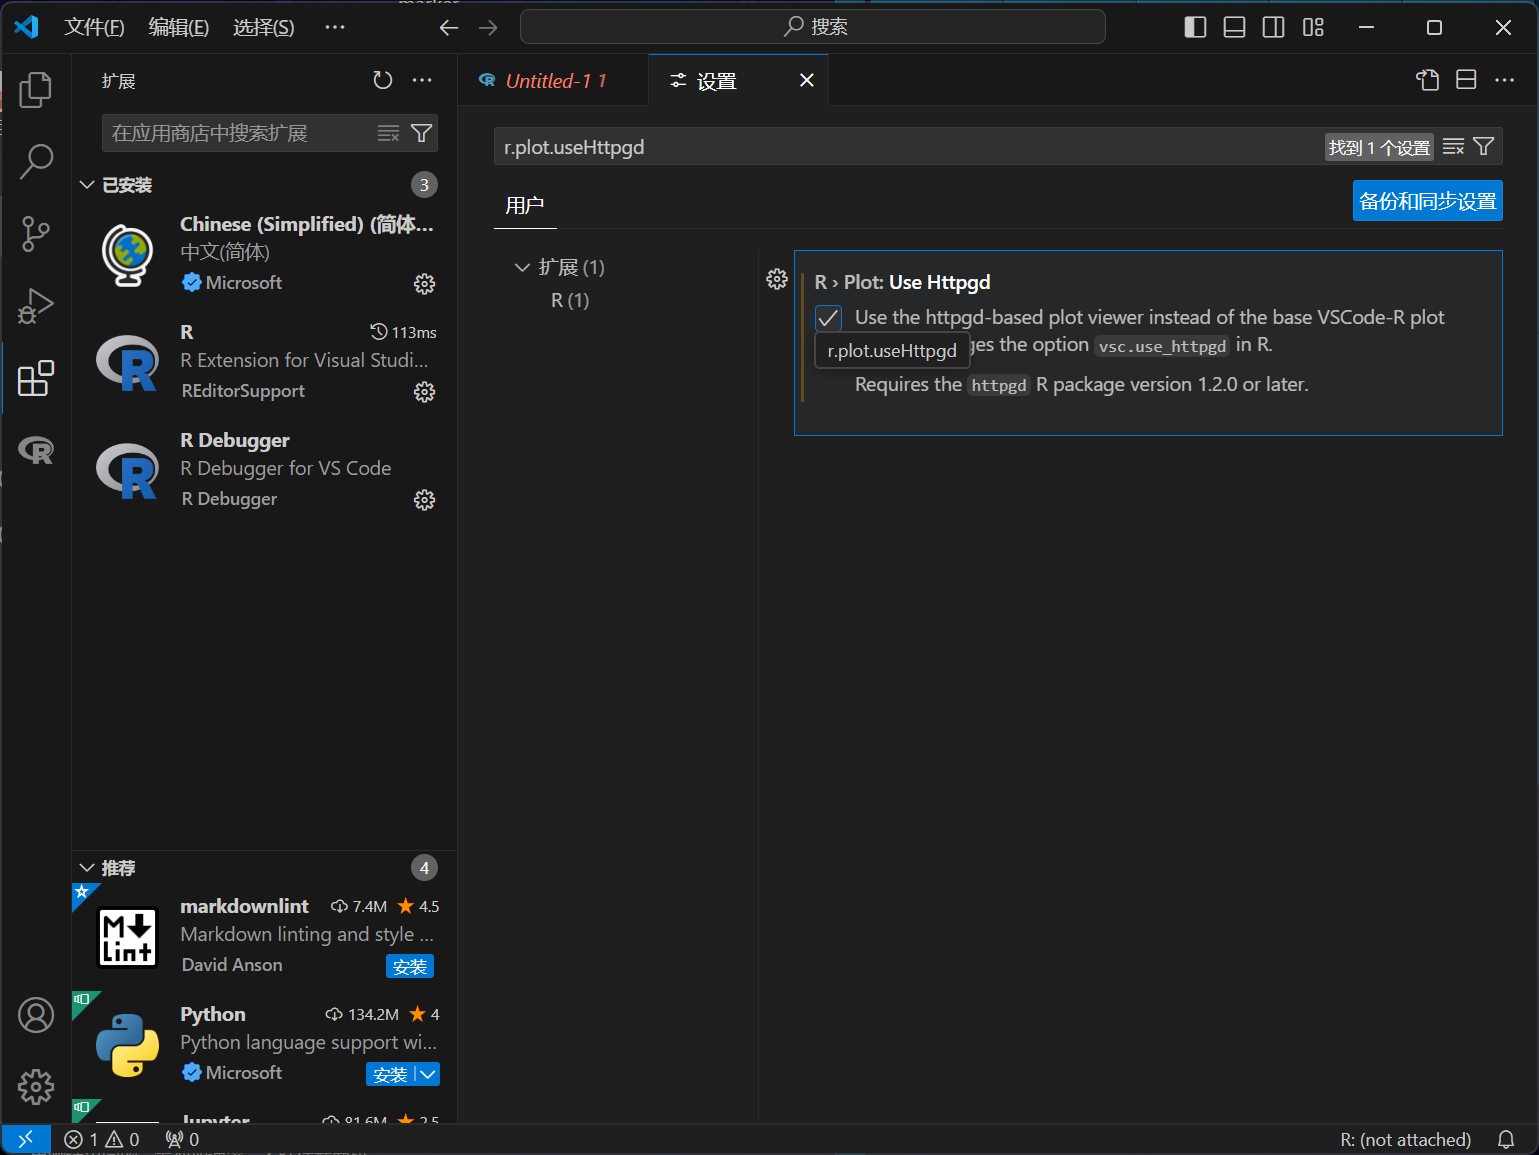 文件(F) 编辑(E) 选择(S) ··· 搜索
扩展
在应用商店中搜索扩展
已安装 3
Chinese (Simplified) (简体...
中文(简体)
Microsoft
R 113ms
R Extension for Visual Studi...
REditorSupport
R Debugger
R Debugger for VS Code
R Debugger
推荐 4
markdownlint 7.4M 4.5
Markdown linting and style ...
David Anson 安装
Python 134.2M 4
Python language support wi...
Microsoft 安装
Jupyter 81.6M 2.5
Untitled-1 1 设置
r.plot.useHttpgd 找到 1 个设置
用户 备份和同步设置
扩展 (1)
R (1)
R › Plot: Use Httpgd
Use the httpgd-based plot viewer instead of the base VSCode-R plot
r.plot.useHttpgd ges the option vsc.use_httpgd in R.
Requires the httpgd R package version 1.2.0 or later.
1 0 0 R: (not attached)